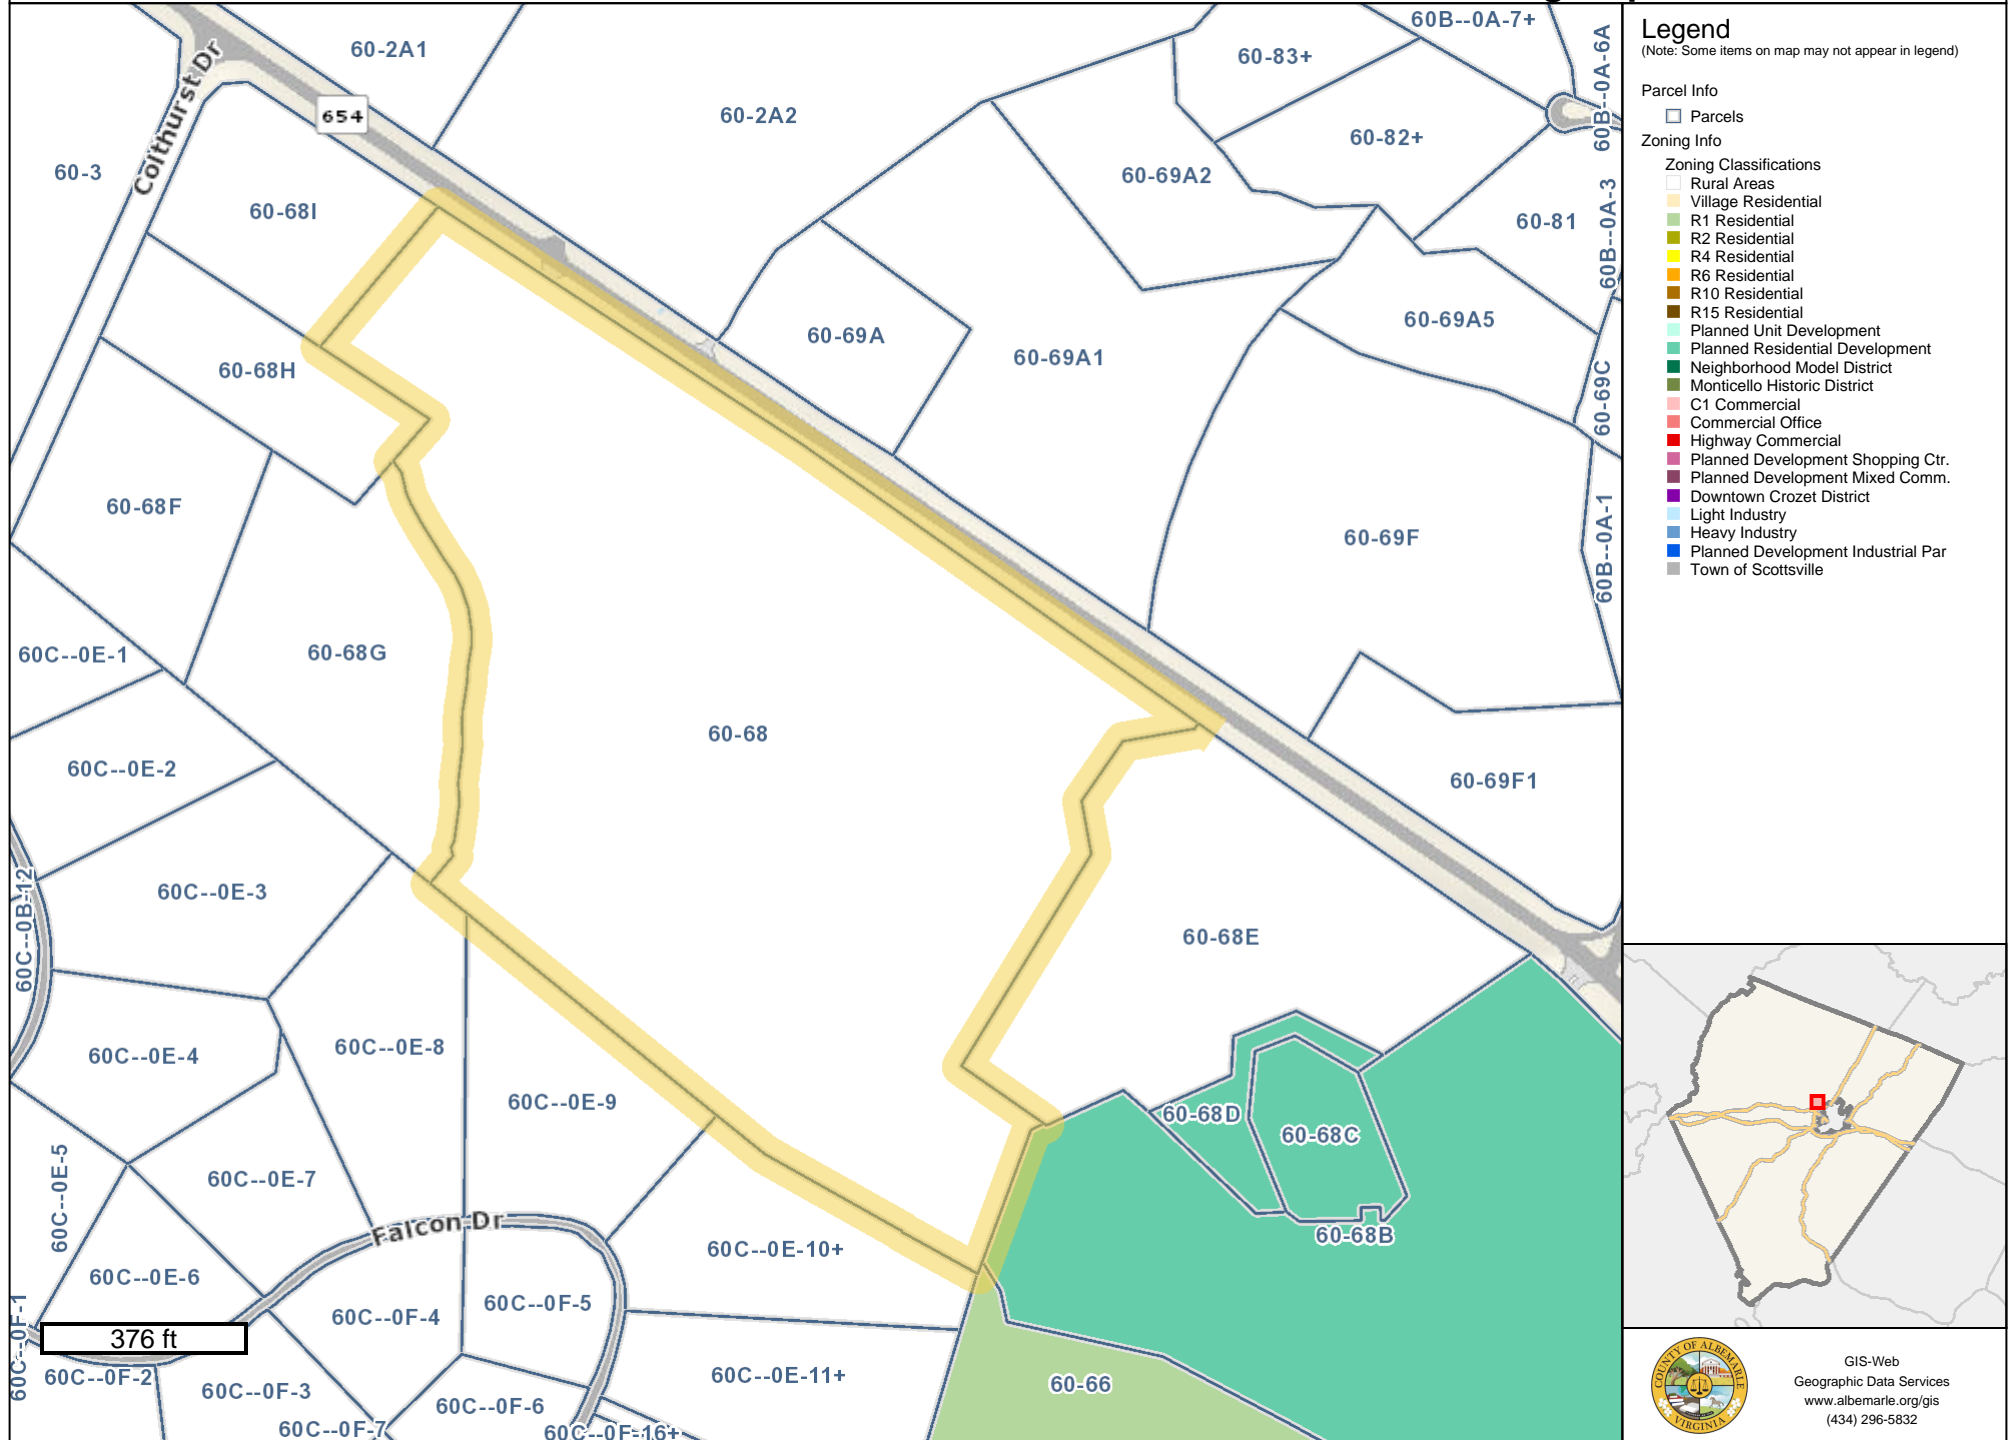 60-2A1
60B--0A-7+
60-83+
60B--0A-6A
Colthurst Dr
654
60-2A2
60-82+
60-3
60-69A2
60-68I
60-81
60B--0A-3
60-69A
60-69A1
60-69A5
60-68H
60-69C
60-68F
60-69F
60B--0A-1
60C--0E-1
60-68G
60-68
60C--0E-2
60-69F1
60C--0E-3
60C--0B-12
60-68E
60C--0E-4
60C--0E-8
60C--0E-9
60-68D
60-68C
60C--0E-5
60C--0E-7
Falcon Dr
60-68B
60C--0E-10+
60C--0E-6
60C--0F-1
60C--0F-4
60C--0F-5
376 ft
60C--0F-2
60C--0F-3
60C--0E-11+
60-66
60C--0F-6
60C--0F-7
60C--0F-16+
Legend
(Note: Some items on map may not appear in legend)
Parcel Info
Parcels
Zoning Info
Zoning Classifications
Rural Areas
Village Residential
R1 Residential
R2 Residential
R4 Residential
R6 Residential
R10 Residential
R15 Residential
Planned Unit Development
Planned Residential Development
Neighborhood Model District
Monticello Historic District
C1 Commercial
Commercial Office
Highway Commercial
Planned Development Shopping Ctr.
Planned Development Mixed Comm.
Downtown Crozet District
Light Industry
Heavy Industry
Planned Development Industrial Par
Town of Scottsville
COUNTY OF ALBEMARLE
VIRGINIA
GIS-Web
Geographic Data Services
www.albemarle.org/gis
(434) 296-5832